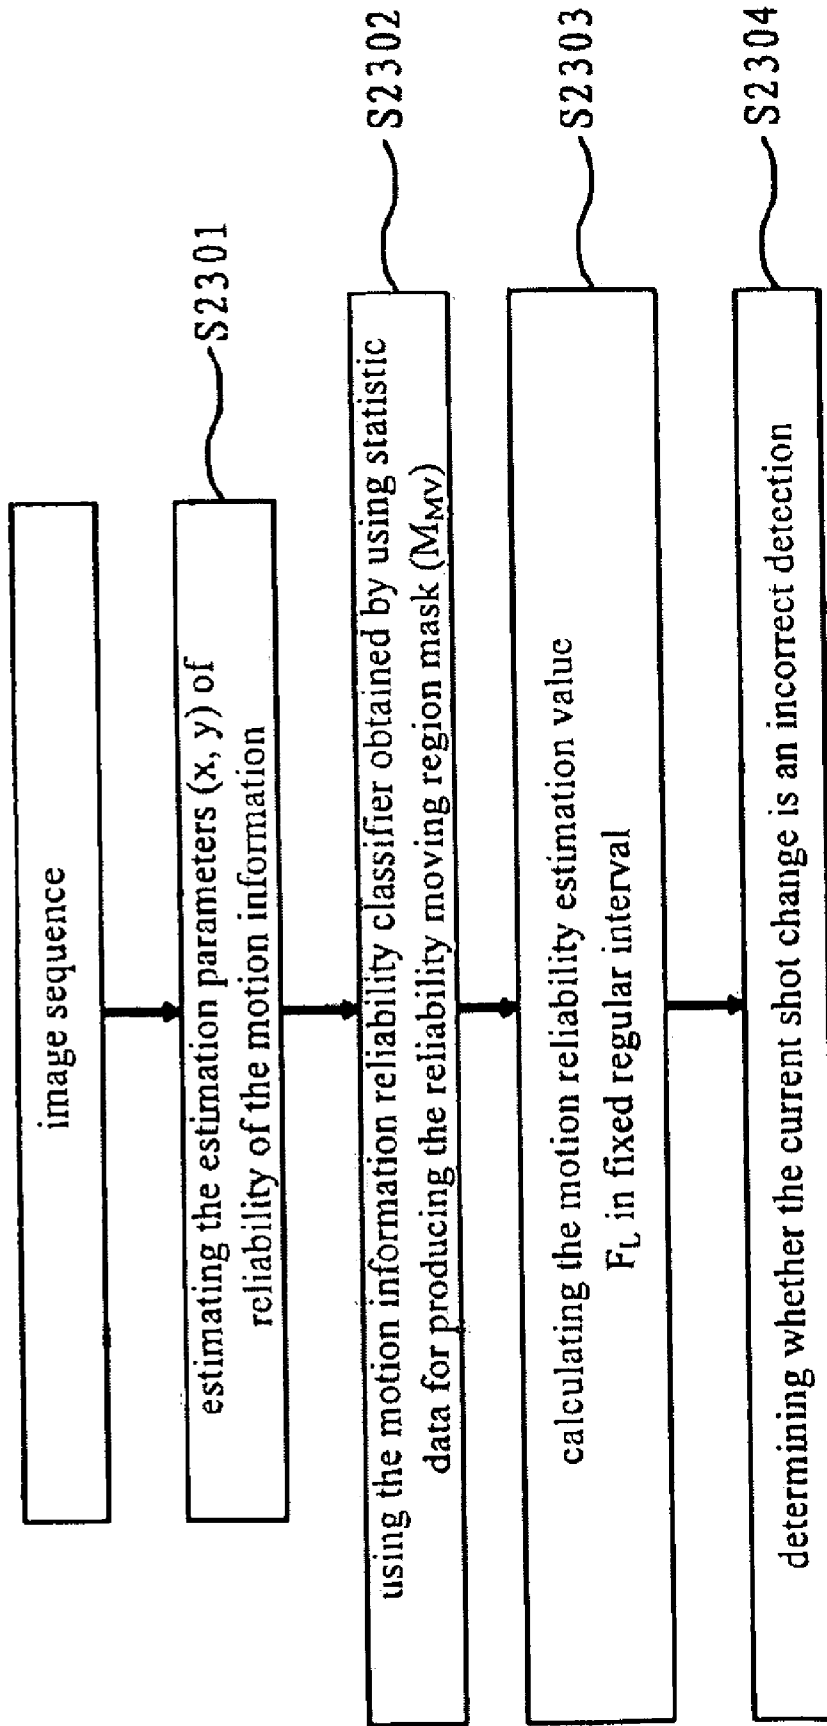 image sequence
estimating the estimation parameters (x, y) of
reliability of the motion information
S2301
using the motion information reliability classifier obtained by using statistic
data for producing the reliability moving region mask (MMV)
S2302
calculating the motion reliability estimation value
FL in fixed regular interval
S2303
determining whether the current shot change is an incorrect detection
S2304